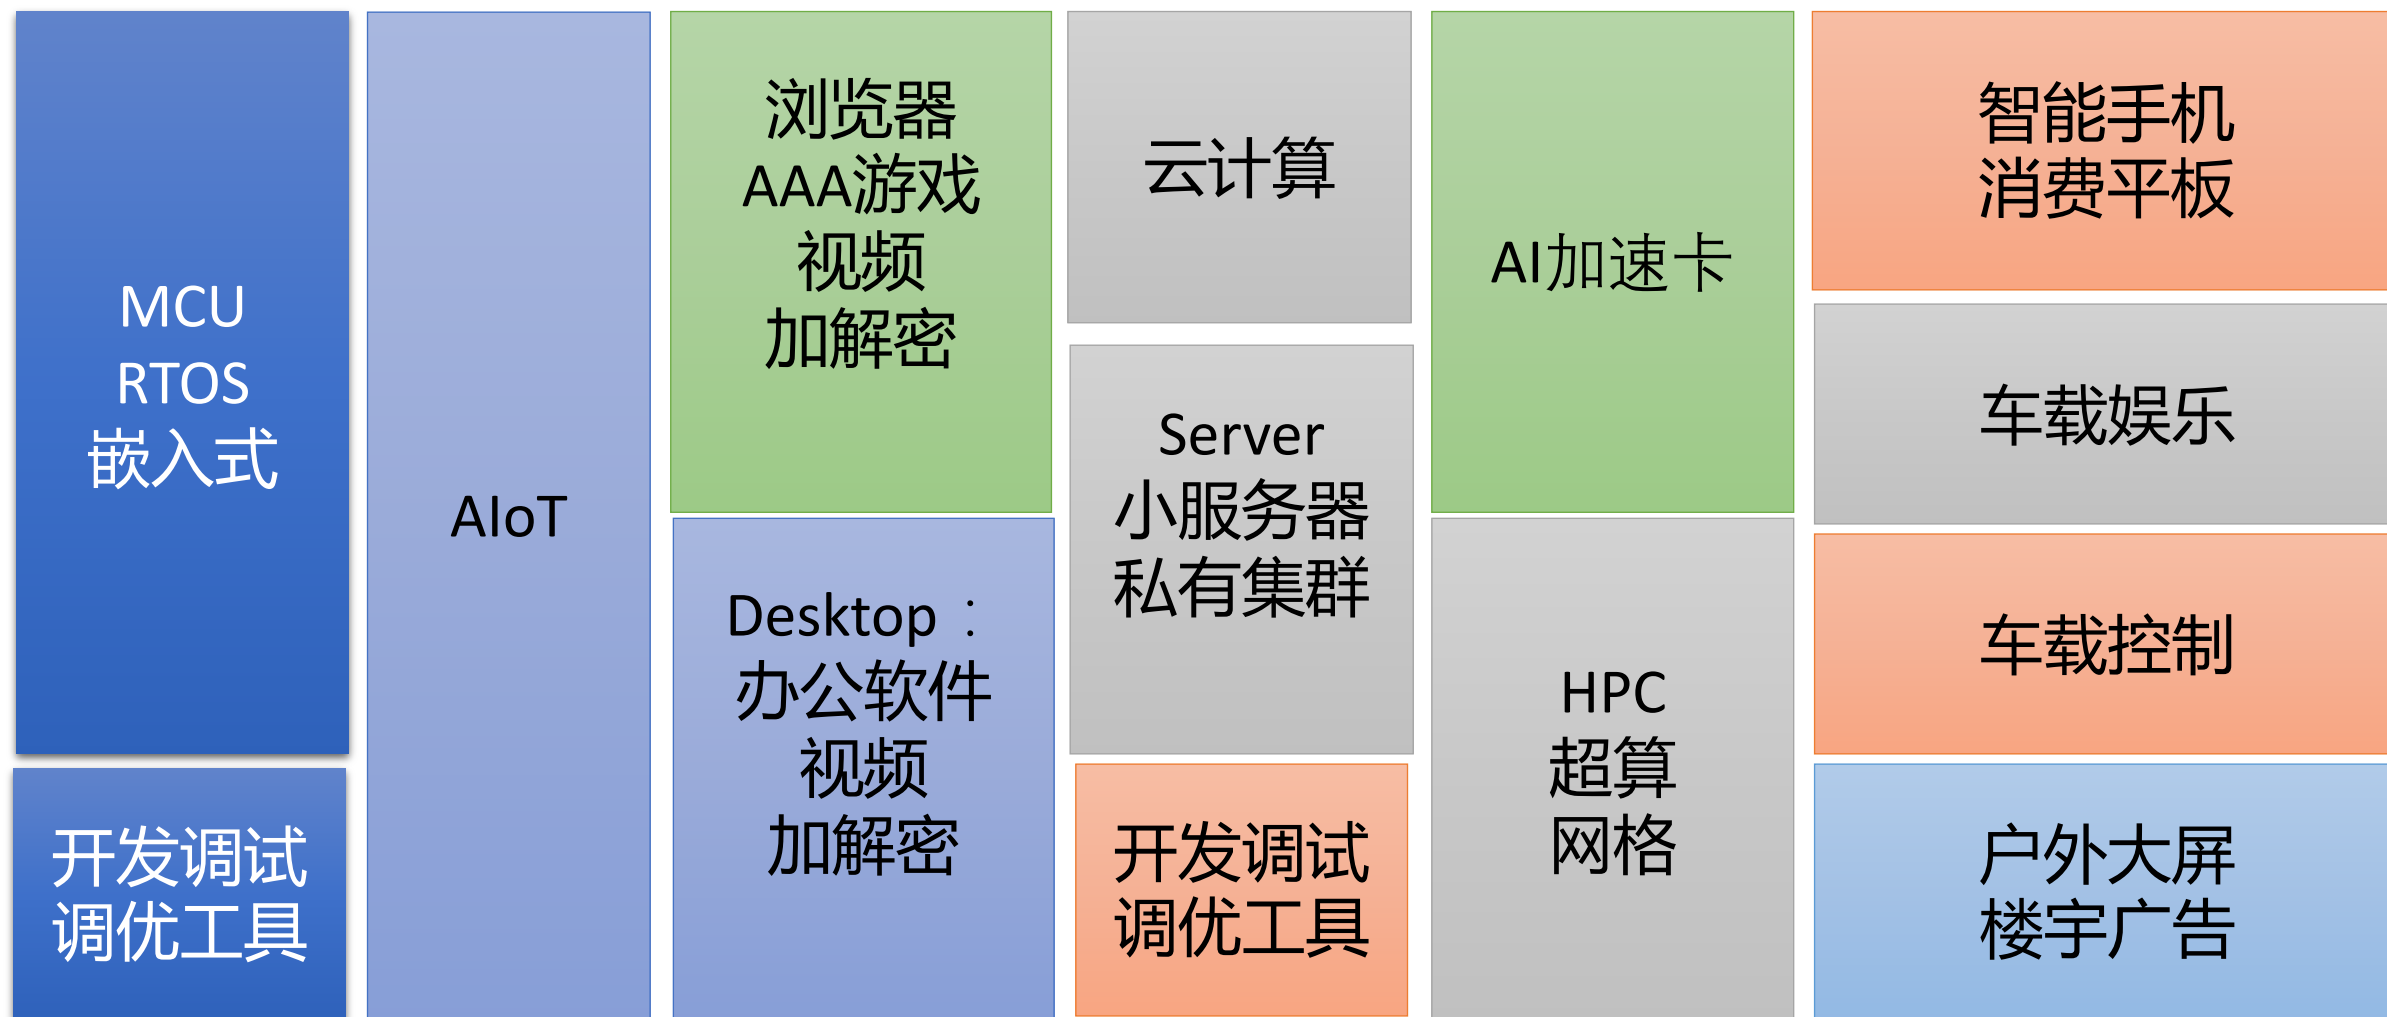 MCU
RTOS
嵌入式
开发调试
调优工具
AIoT
浏览器
AAA游戏
视频
加解密
Desktop：
办公软件
视频
加解密
云计算
Server
小服务器
私有集群
开发调试
调优工具
AI加速卡
HPC
超算
网格
智能手机
消费平板
车载娱乐
车载控制
户外大屏
楼宇广告